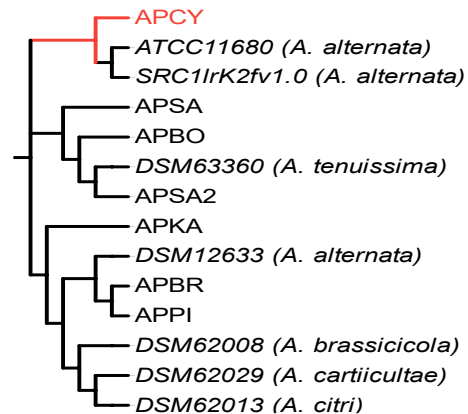 APCY
ATCC11680 (A. alternata)
SRC1lrK2fv1.0 (A. alternata)
APSA
APBO
DSM63360 (A. tenuissima)
APSA2
APKA
DSM12633 (A. alternata)
APBR
APPI
DSM62008 (A. brassicicola)
DSM62029 (A. cartiicultae)
DSM62013 (A. citri)